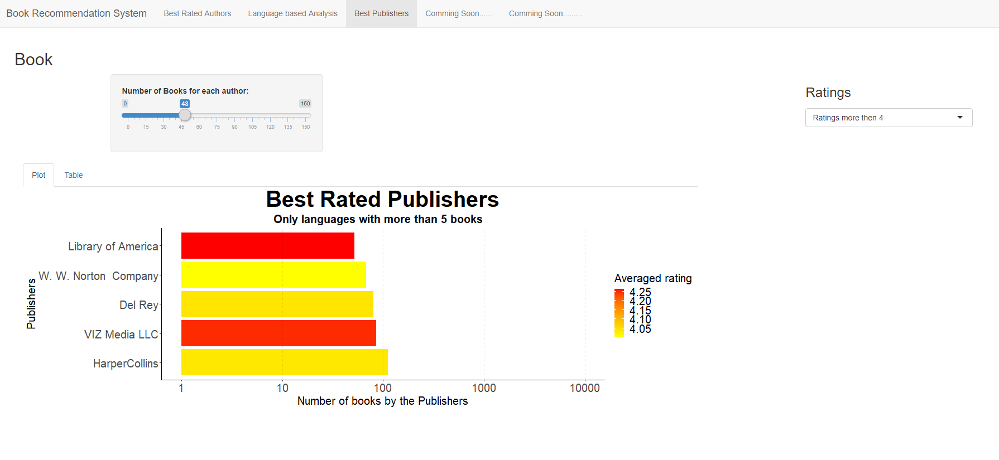 Book Recommendation System Best Rated Authors Language based Analysis Best Publishers Comming Soon...... Comming Soon.........
Book
Number of Books for each author:
0 48 150
0 15 30 45 60 75 90 105 120 135 150
Ratings
Ratings more then 4
Plot Table
Best Rated Publishers
Only languages with more than 5 books
Publishers
Library of America
W. W. Norton  Company
Del Rey
VIZ Media LLC
HarperCollins
1 10 100 1000 10000
Number of books by the Publishers
Averaged rating
4.25
4.20
4.15
4.10
4.05